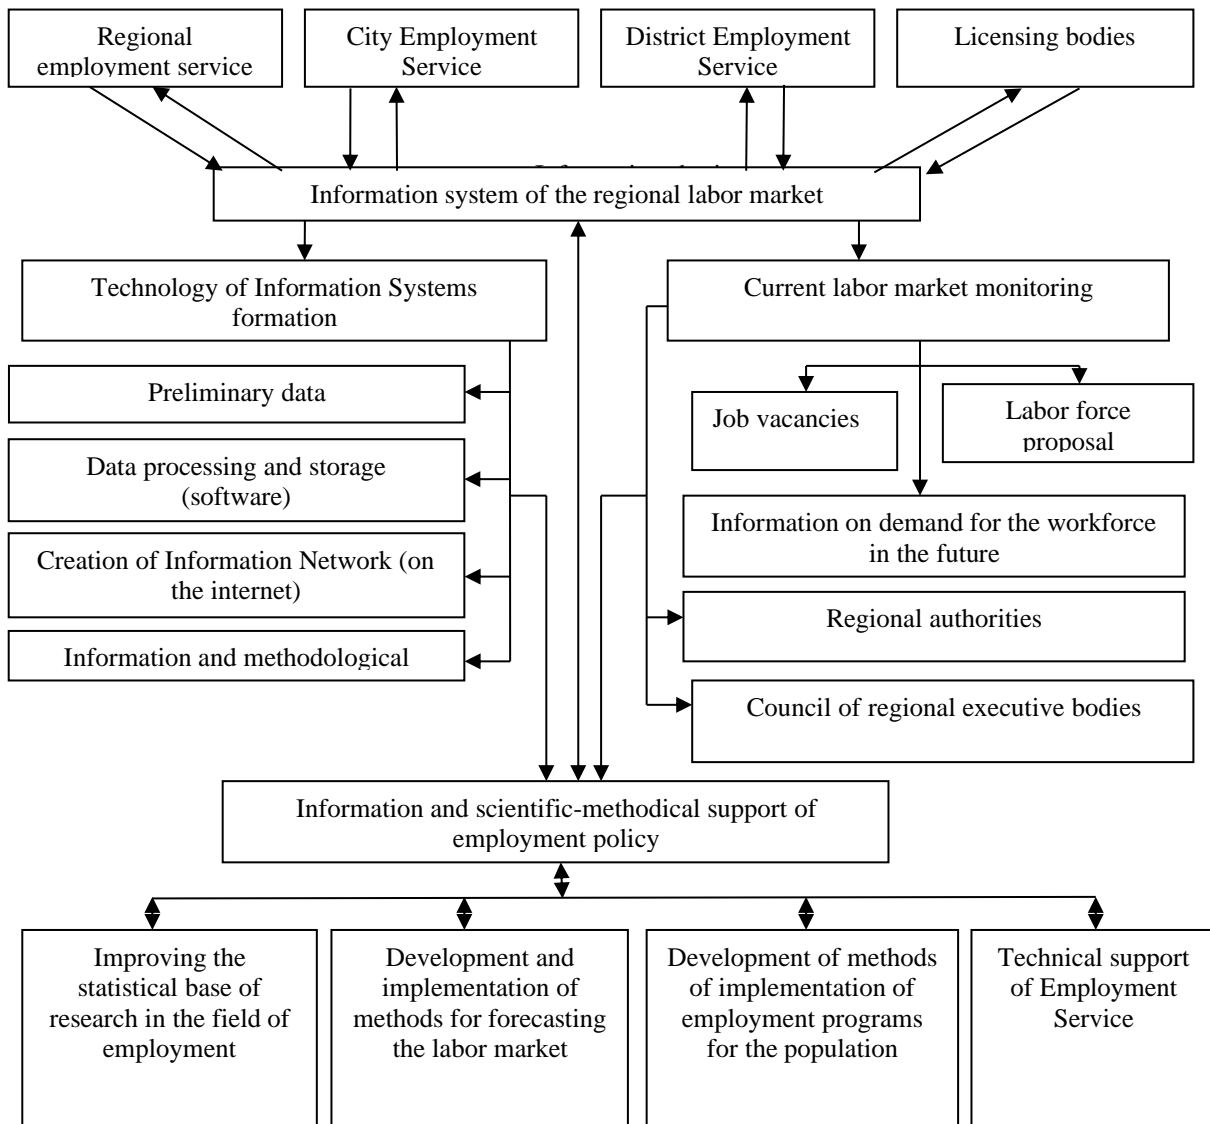 Regional
employment service
City Employment
Service
District Employment
Service
Licensing bodies
Information system of the regional labor market
Technology of Information Systems
formation
Current labor market monitoring
Preliminary data
Job vacancies
Labor force
proposal
Data processing and storage
(software)
Information on demand for the workforce
in the future
Creation of Information Network (on
the internet)
Regional authorities
Information and methodological
Council of regional executive bodies
Information and scientific-methodical support of
employment policy
Improving the
statistical base of
research in the field of
employment
Development and
implementation of
methods for forecasting
the labor market
Development of methods
of implementation of
employment programs
for the population
Technical support
of Employment
Service